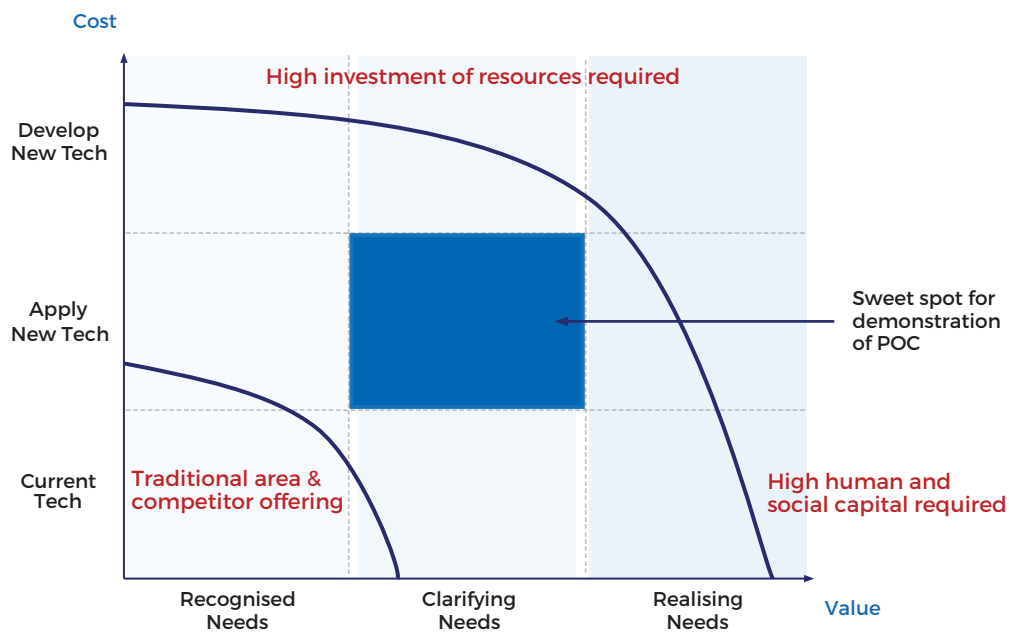 Cost
High investment of resources required
Develop
New Tech
Apply
New Tech
Sweet spot for
demonstration
of POC
Current
Tech
Traditional area &
competitor offering
High human and
social capital required
Recognised
Needs
Clarifying
Needs
Realising
Needs
Value